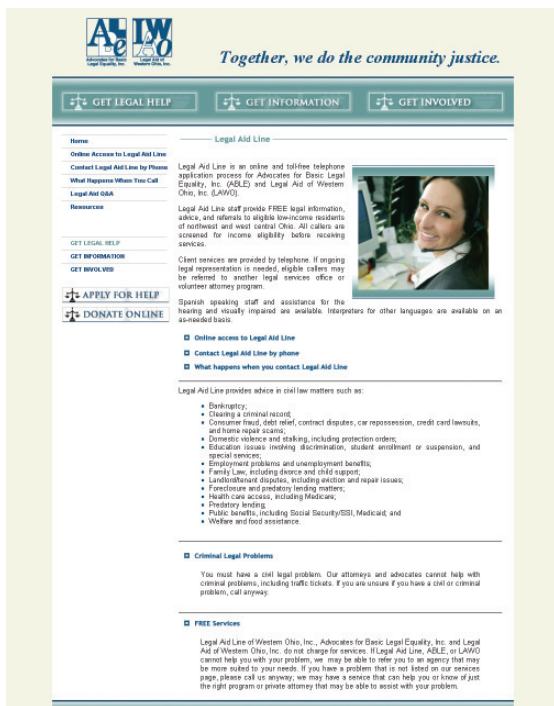 Advocates for Basic Legal Equality, Inc.
Legal Aid of Western Ohio, Inc.
Together, we do the community justice.
GET LEGAL HELP
GET INFORMATION
GET INVOLVED
Home
Online Access to Legal Aid Line
Contact Legal Aid Line by Phone
What Happens When You Call
Legal Aid Q&A
Resources
GET LEGAL HELP
GET INFORMATION
GET INVOLVED
APPLY FOR HELP
DONATE ONLINE
Legal Aid Line
Legal Aid Line is an online and toll-free telephone
application process for Advocates for Basic Legal
Equality, Inc. (ABLE) and Legal Aid of Western
Ohio, Inc. (LAWO).
Legal Aid Line staff provide FREE legal information,
advice, and referrals to eligible low-income residents
of northwest and west central Ohio. All callers are
screened for income eligibility before receiving
services.
Client services are provided by telephone. If ongoing
legal representation is needed, eligible callers may
be referred to another legal services office or
volunteer attorney program.
Spanish speaking staff and assistance for the
hearing and visually impaired are available. Interpreters for other languages are available on an
as-needed basis.
Online access to Legal Aid Line
Contact Legal Aid Line by phone
What happens when you contact Legal Aid Line
Legal Aid Line provides advice in civil law matters such as:
• Bankruptcy;
• Clearing a criminal record;
• Consumer fraud, debt relief, contract disputes, car repossession, credit card lawsuits,
and home repair scams;
• Domestic violence and stalking, including protection orders;
• Education issues involving discrimination, student enrollment or suspension, and
special services;
• Employment problems and unemployment benefits;
• Family Law, including divorce and child support;
• Landlord/tenant disputes, including eviction and repair issues;
• Foreclosure and predatory lending matters;
• Health care access, including Medicare;
• Predatory lending;
• Public benefits, including Social Security/SSI, Medicaid; and
• Welfare and food assistance.
Criminal Legal Problems
You must have a civil legal problem. Our attorneys and advocates cannot help with
criminal problems, including traffic tickets. If you are unsure if you have a civil or criminal
problem, call anyway.
FREE Services
Legal Aid Line of Western Ohio, Inc., Advocates for Basic Legal Equality, Inc. and Legal
Aid of Western Ohio, Inc. do not charge for services. If Legal Aid Line, ABLE, or LAWO
cannot help you with your problem, we may be able to refer you to an agency that may
be more suited to your needs. If you have a problem that is not listed on our services
page, please call us anyway; we may have a service that can help you or know of just
the right program or private attorney that may be able to assist with your problem.